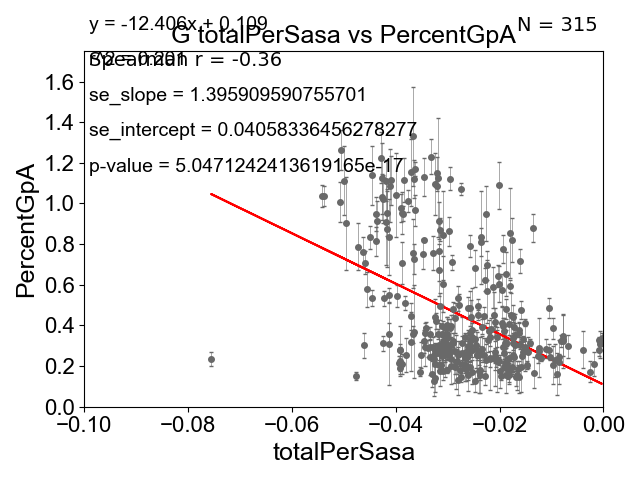 y = -12.406x + 0.109
N = 315
G totalPerSasa vs PercentGpA
Spearman r = -0.36
se_slope = 1.395909590755701
se_intercept = 0.04058336456278277
p-value = 5.0471242413619165e-17
PercentGpA
1.6
1.4
1.2
1.0
0.8
0.6
0.4
0.2
0.0
−0.10
−0.08
−0.06
−0.04
−0.02
0.00
totalPerSasa